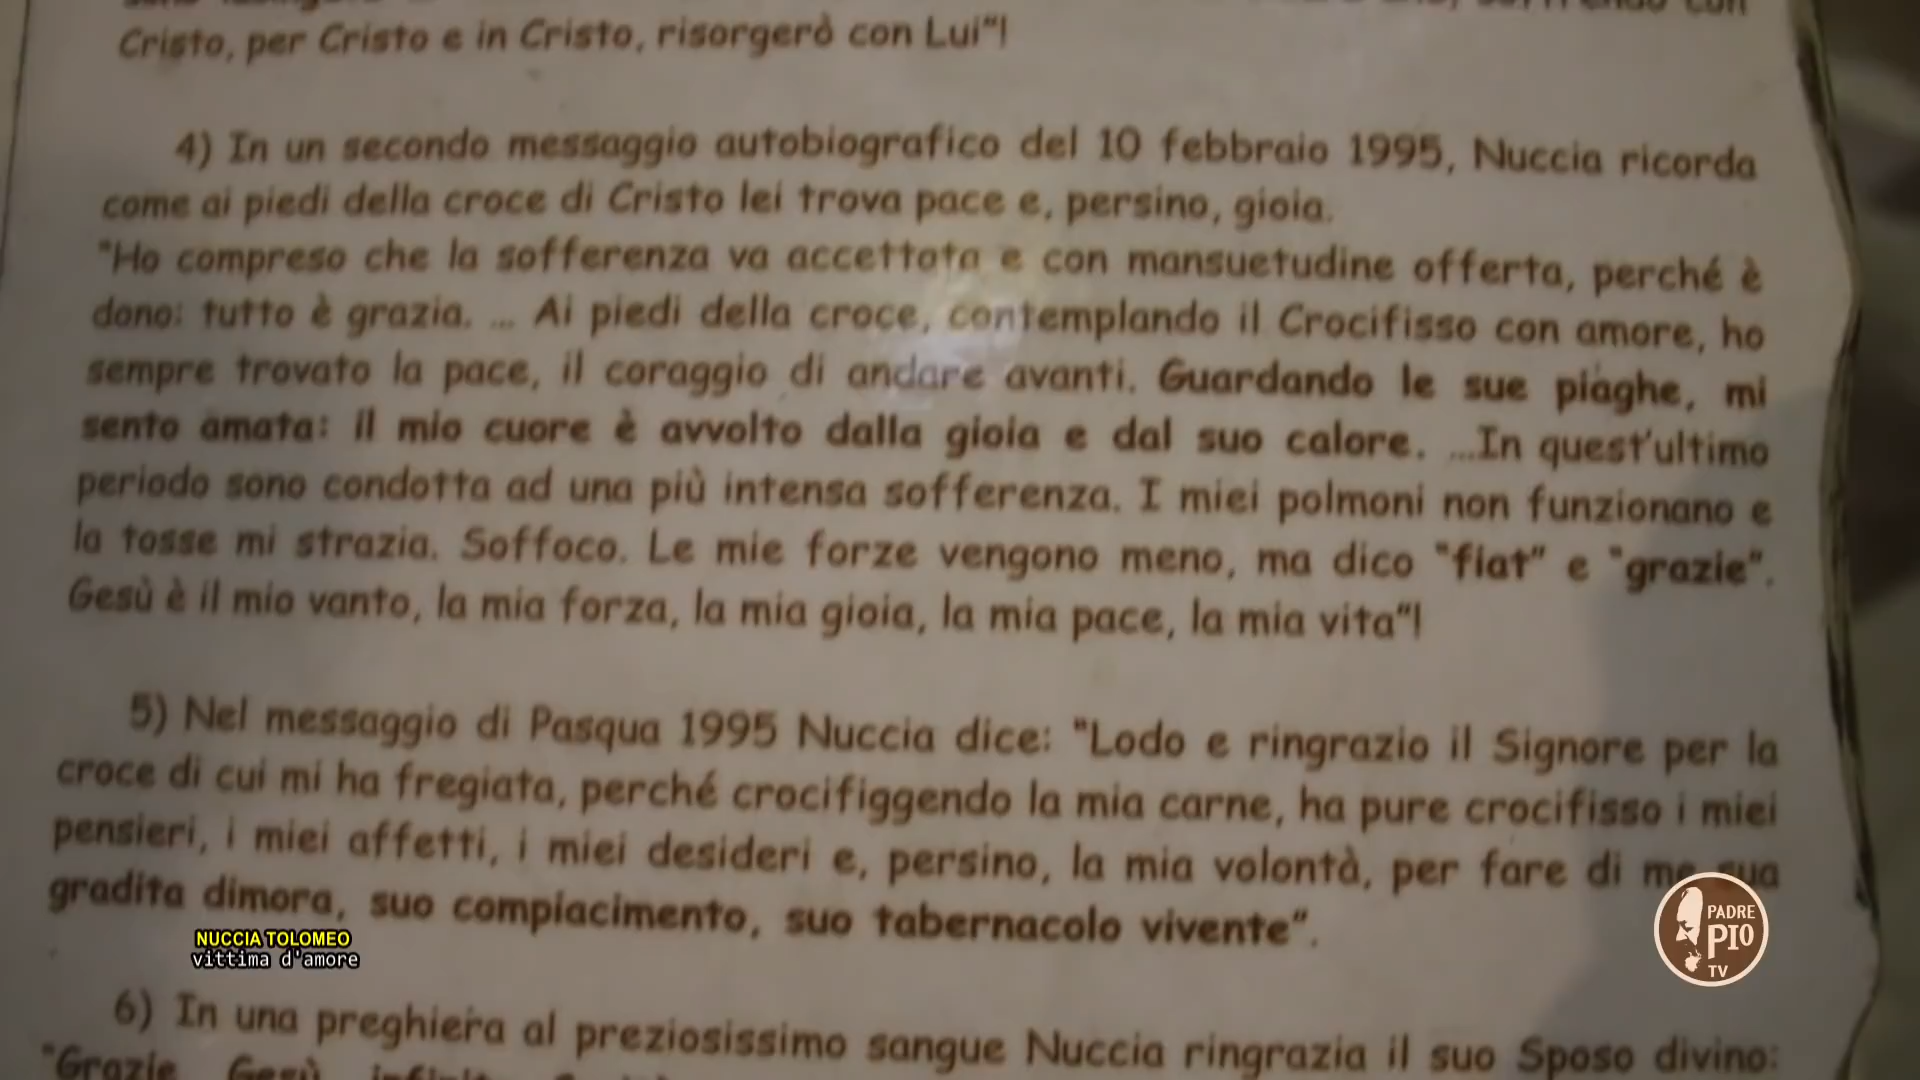 con
Cristo, per Cristo e in Cristo, risorgerò con Lui"!
4) In un secondo messaggio autobiografico del 10 febbraio 1995, Nuccia ricorda
come ai piedi della croce di Cristo lei trova pace e, persino, gioia.
"Ho compreso che la sofferenza va accettata e con mansuetudine offerta, perché è
dono: tutto è grazia. ... Ai piedi della croce, contemplando il Crocifisso con amore, ho
sempre trovato la pace, il coraggio di andare avanti. Guardando le sue piaghe, mi
sento amata: il mio cuore è avvolto dalla gioia e dal suo calore. ...In quest'ultimo
periodo sono condotta ad una più intensa sofferenza. I miei polmoni non funzionano e
la tosse mi strazia. Soffoco. Le mie forze vengono meno, ma dico "fiat" e "grazie".
Gesù è il mio vanto, la mia forza, la mia gioia, la mia pace, la mia vita"!
5) Nel messaggio di Pasqua 1995 Nuccia dice: "Lodo e ringrazio il Signore per la
croce di cui mi ha fregiata, perché crocifiggendo la mia carne, ha pure crocifisso i miei
pensieri, i miei affetti, i miei desideri e, persino, la mia volontà, per fare di me sua
gradita dimora, suo compiacimento, suo tabernacolo vivente".
NUCCIA TOLOMEO
vittima d'amore
PADRE
PIO
TV
6) In una preghiera al preziosissimo sangue Nuccia ringrazia il suo Sposo divino:
"Grazie Gesù